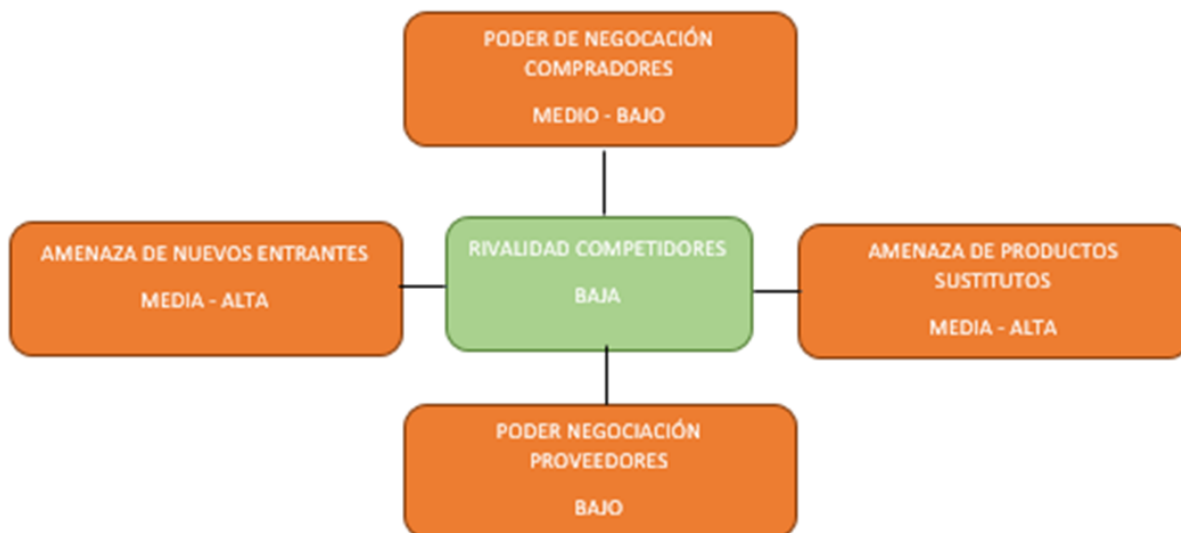 PODER DE NEGOCACIÓN
COMPRADORES
MEDIO - BAJO
AMENAZA DE NUEVOS ENTRANTES
MEDIA - ALTA
RIVALIDAD COMPETIDORES
BAJA
AMENAZA DE PRODUCTOS
SUSTITUTOS
MEDIA - ALTA
PODER NEGOCIACIÓN
PROVEEDORES
BAJO